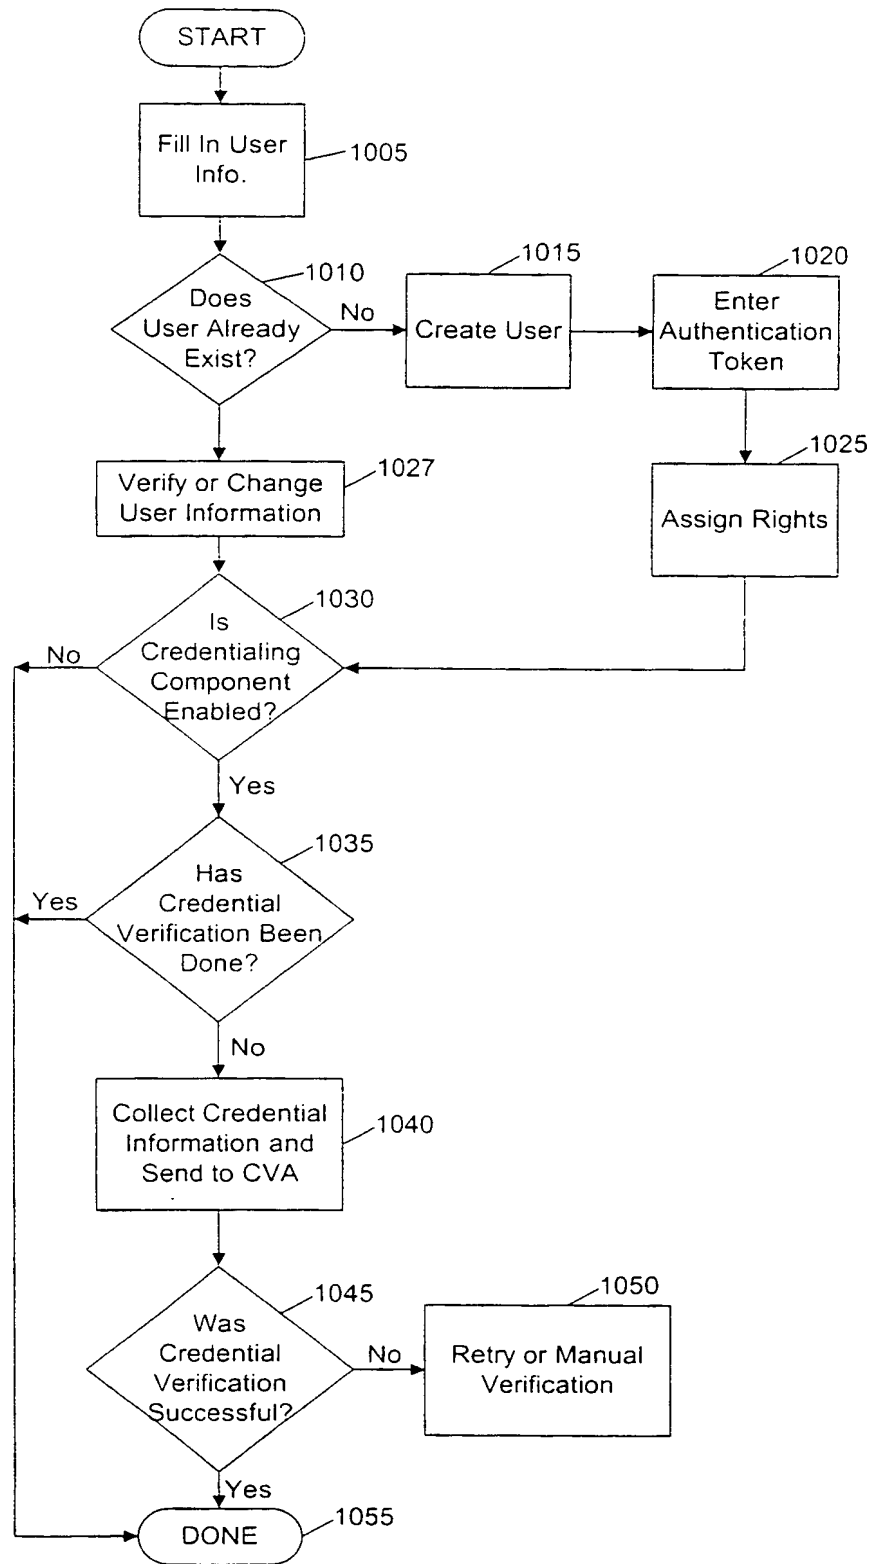 START
Fill In User
Info.
1005
Does
User Already
Exist?
1010
No
Create User
1015
Enter
Authentication
Token
1020
Assign Rights
1025
Verify or Change
User Information
1027
Is
Credentialing
Component
Enabled?
1030
No
Yes
Has
Credential
Verification Been
Done?
1035
Yes
No
Collect Credential
Information and
Send to CVA
1040
Was
Credential
Verification
Successful?
1045
No
Retry or Manual
Verification
1050
Yes
DONE
1055